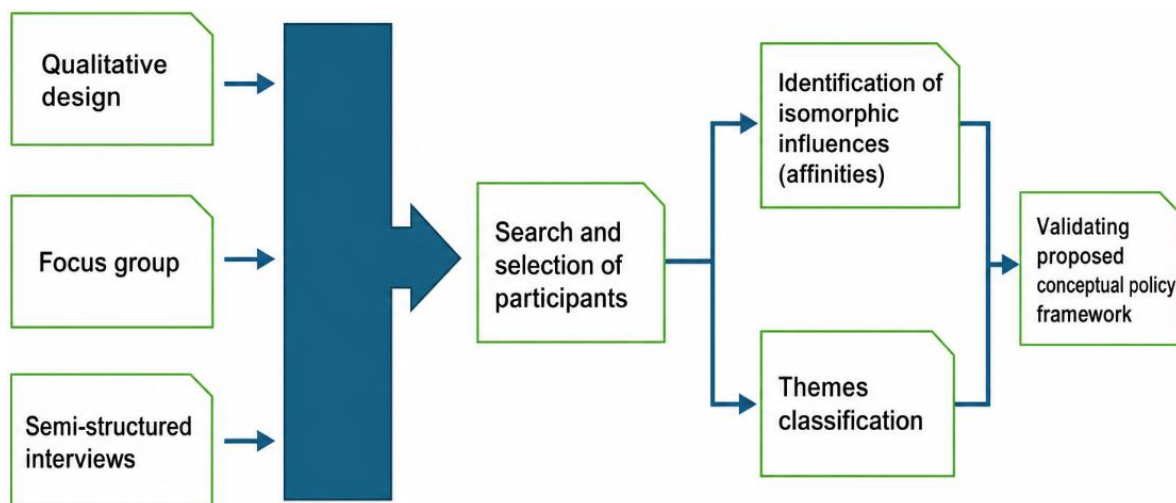 Qualitative
design
Focus group
Semi-structured
interviews
Search and
selection of
participants
Identification of
isomorphic
influences
(affinities)
Themes
classification
Validating
proposed
conceptual policy
framework